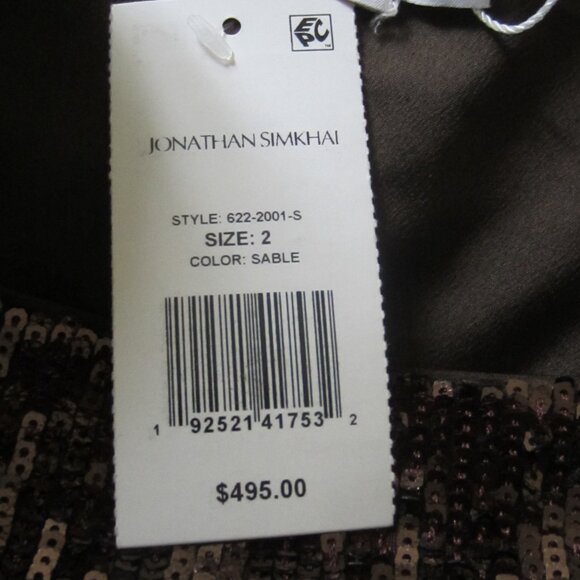 EPC
JONATHAN SIMKHAI
STYLE: 622-2001-S
SIZE: 2
COLOR: SABLE
1 92521 41753 2
$495.00